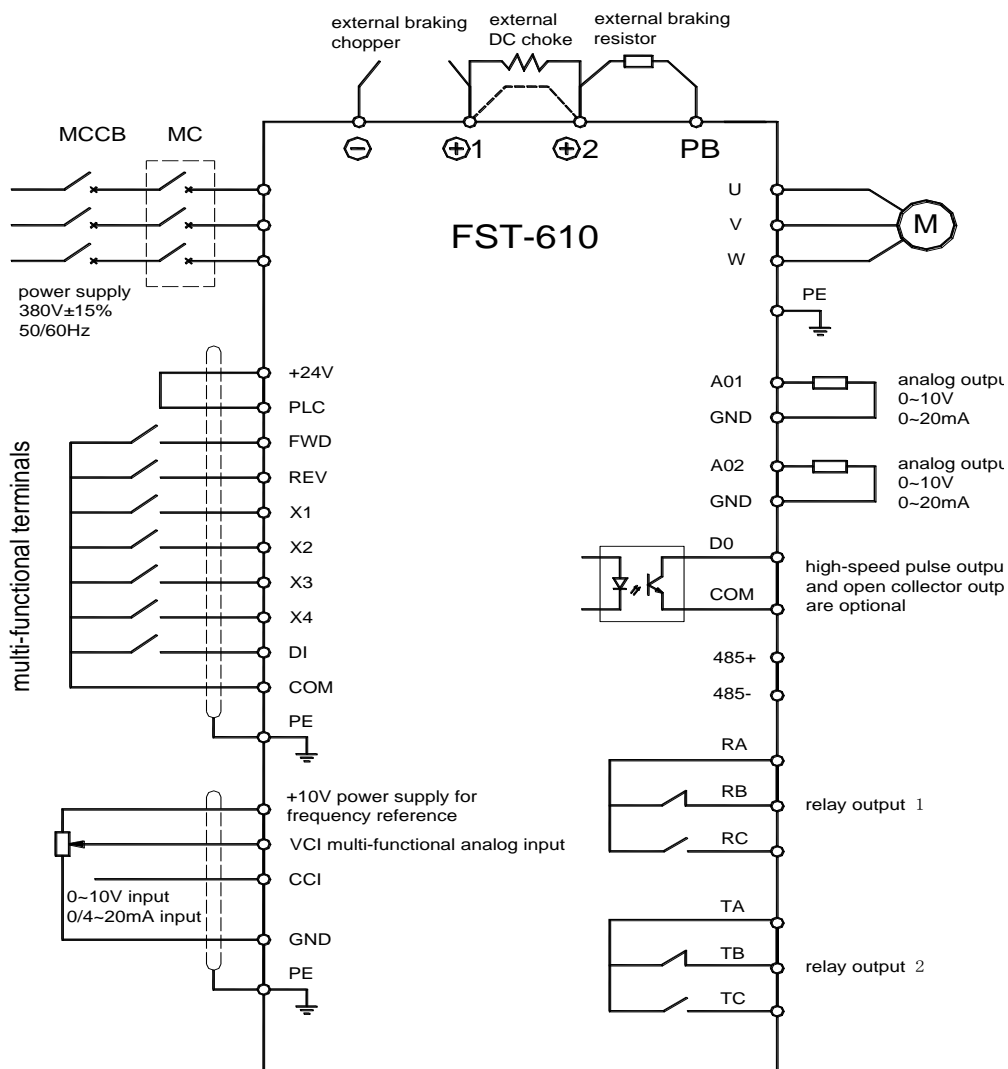 external braking
chopper
external
DC choke
external braking
resistor
MCCB
MC
⊖
⊕1
⊕2
PB
FST-610
U
V
W
M
PE
power supply
380V±15%
50/60Hz
multi-functional terminals
+24V
PLC
FWD
REV
X1
X2
X3
X4
DI
COM
PE
+10V power supply for
frequency reference
VCI multi-functional analog input
CCI
0~10V input
0/4~20mA input
GND
PE
A01
GND
analog outpu
0~10V
0~20mA
A02
GND
analog outpu
0~10V
0~20mA
D0
COM
high-speed pulse outpu
and open collector outp
are optional
485+
485-
RA
RB
RC
relay output 1
TA
TB
TC
relay output 2